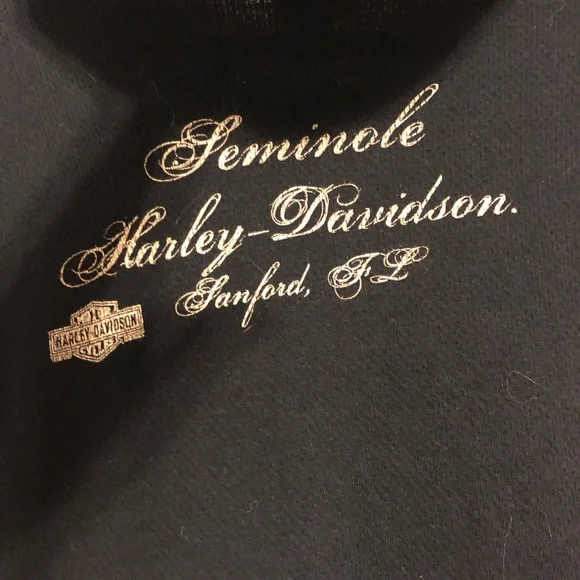 Seminole
Harley-Davidson.
Sanford, FL
HARLEY-DAVIDSON